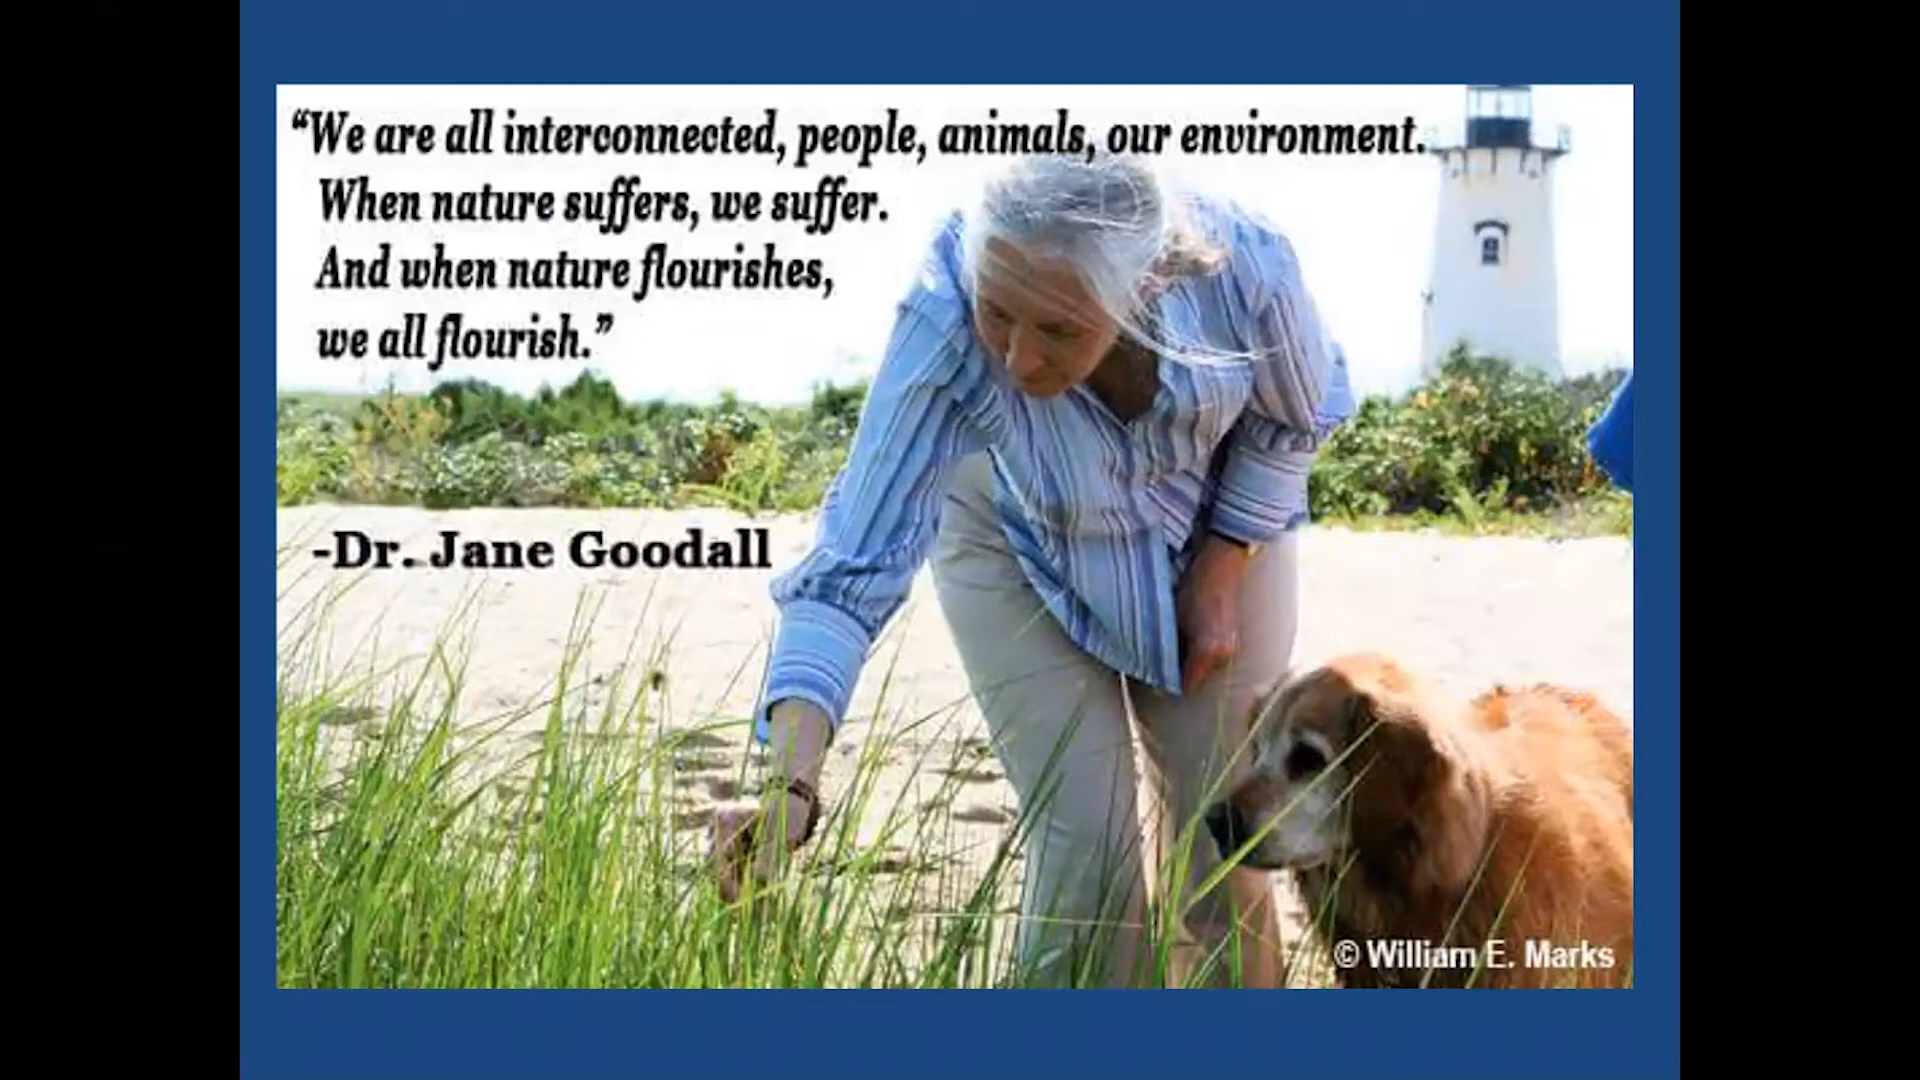 “We are all interconnected, people, animals, our environment.
When nature suffers, we suffer.
And when nature flourishes,
we all flourish.”
-Dr. Jane Goodall
© William E. Marks